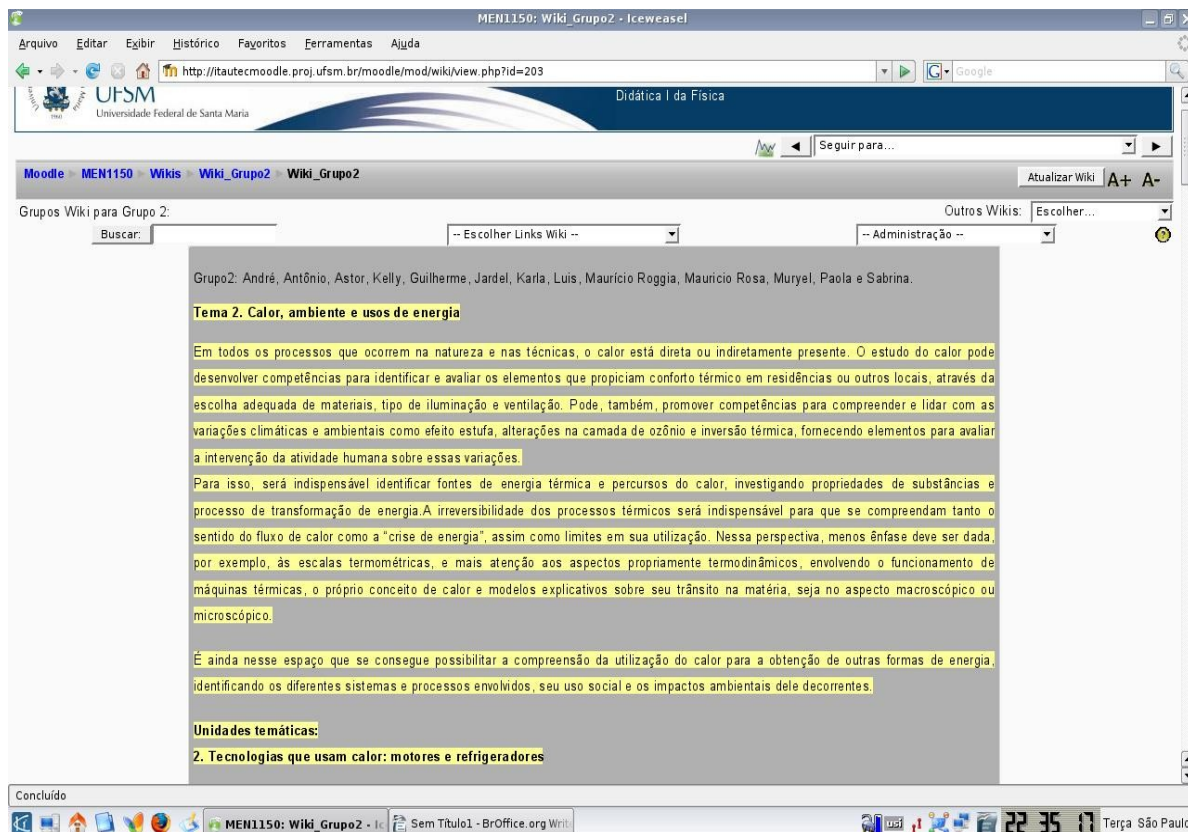 MEN1150: Wiki_Grupo2 - Iceweasel
Arquivo Editar Exibir Histórico Favoritos Ferramentas Ajuda
http://itautecmoodle.proj.ufsm.br/moodle/mod/wiki/view.php?id=203
Google
UFSM
Universidade Federal de Santa Maria
1960
Didática I da Física
Seguir para...
Moodle MEN1150 Wikis Wiki_Grupo2 Wiki_Grupo2
Atualizar Wiki A+ A-
Grupos Wiki para Grupo 2:
Outros Wikis: Escolher...
Buscar: -- Escolher Links Wiki -- -- Administração --
Grupo2: André, Antônio, Astor, Kelly, Guilherme, Jardel, Karla, Luis, Maurício Roggia, Mauricio Rosa, Muryel, Paola e Sabrina.
Tema 2. Calor, ambiente e usos de energia
Em todos os processos que ocorrem na natureza e nas técnicas, o calor está direta ou indiretamente presente. O estudo do calor pode
desenvolver competências para identificar e avaliar os elementos que propiciam conforto térmico em residências ou outros locais, através da
escolha adequada de materiais, tipo de iluminação e ventilação. Pode, também, promover competências para compreender e lidar com as
variações climáticas e ambientais como efeito estufa, alterações na camada de ozônio e inversão térmica, fornecendo elementos para avaliar
a intervenção da atividade humana sobre essas variações.
Para isso, será indispensável identificar fontes de energia térmica e percursos do calor, investigando propriedades de substâncias e
processo de transformação de energia.A irreversibilidade dos processos térmicos será indispensável para que se compreendam tanto o
sentido do fluxo de calor como a “crise de energia”, assim como limites em sua utilização. Nessa perspectiva, menos ênfase deve ser dada,
por exemplo, às escalas termométricas, e mais atenção aos aspectos propriamente termodinâmicos, envolvendo o funcionamento de
máquinas térmicas, o próprio conceito de calor e modelos explicativos sobre seu trânsito na matéria, seja no aspecto macroscópico ou
microscópico.
É ainda nesse espaço que se consegue possibilitar a compreensão da utilização do calor para a obtenção de outras formas de energia,
identificando os diferentes sistemas e processos envolvidos, seu uso social e os impactos ambientais dele decorrentes.
Unidades temáticas:
2. Tecnologias que usam calor: motores e refrigeradores
Concluído
MEN1150: Wiki_Grupo2 - Ic Sem Título1 - BrOffice.org Write usi 22 35 17 Terça São Paulo